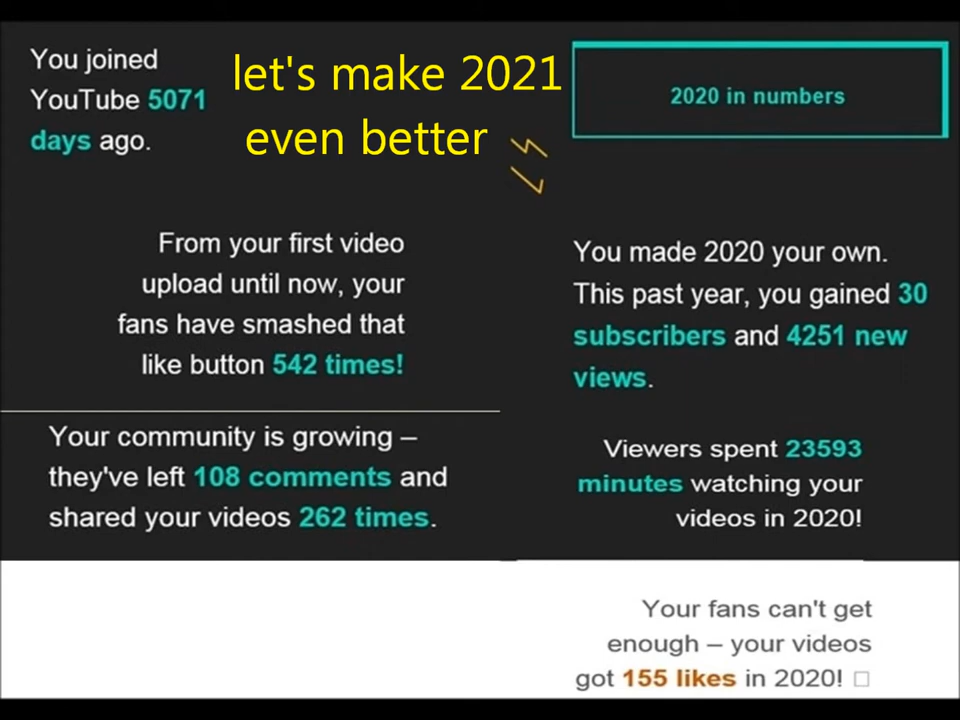 You joined
YouTube 5071
days ago.
let's make 2021
even better
2020 in numbers
From your first video
upload until now, your
fans have smashed that
like button 542 times!
You made 2020 your own.
This past year, you gained 30
subscribers and 4251 new
views.
Your community is growing –
they've left 108 comments and
shared your videos 262 times.
Viewers spent 23593
minutes watching your
videos in 2020!
Your fans can't get
enough – your videos
got 155 likes in 2020! □